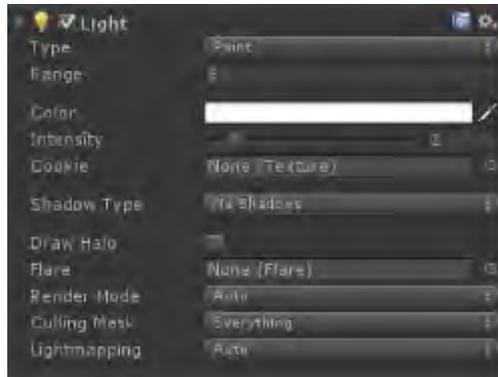 Light
Type Point
Range
Color
Intensity
Cookie None (Texture)
Shadow Type No Shadows
Draw Halo
Flare None (Flare)
Render Mode Auto
Culling Mask Everything
Lightmapping Auto